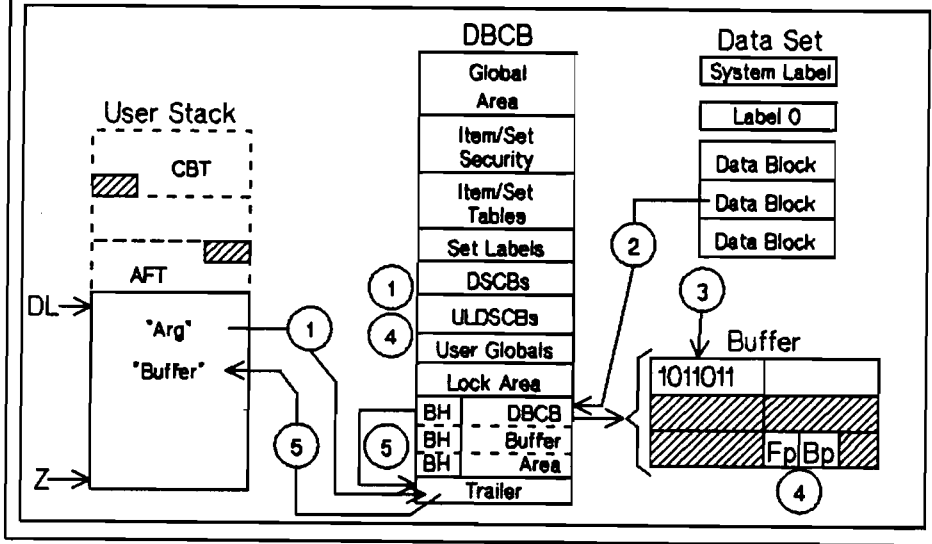 DBCB
Data Set
Global
Area
System Label
Label 0
User Stack
CBT
Item/Set
Security
Data Block
Item/Set
Tables
Data Block
2
Set Labels
Data Block
AFT
1
DSCBs
3
DL
"Arg"
1
4
ULDSCBs
User Globals
Buffer
"Buffer"
Lock Area
1011011
BH
DBCB
5
5
BH
Buffer
BH
Area
Fp
Bp
Z
Trailer
4